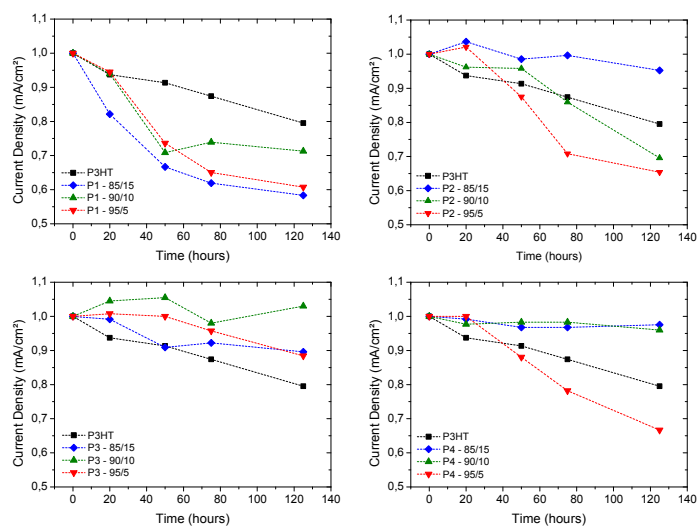 1,1
1,0
0,9
0,8
0,7
0,6
0,5
Current Density (mA/cm²)
P3HT
P1 - 85/15
P1 - 90/10
P1 - 95/5
0 20 40 60 80 100 120 140
Time (hours)
1,1
1,0
0,9
0,8
0,7
0,6
0,5
Current Density (mA/cm²)
P3HT
P2 - 85/15
P2 - 90/10
P2 - 95/5
0 20 40 60 80 100 120 140
Time (hours)
1,1
1,0
0,9
0,8
0,7
0,6
0,5
Current Density (mA/cm²)
P3HT
P3 - 85/15
P3 - 90/10
P3 - 95/5
0 20 40 60 80 100 120 140
Time (hours)
1,1
1,0
0,9
0,8
0,7
0,6
0,5
Current Density (mA/cm²)
P3HT
P4 - 85/15
P4 - 90/10
P4 - 95/5
0 20 40 60 80 100 120 140
Time (hours)